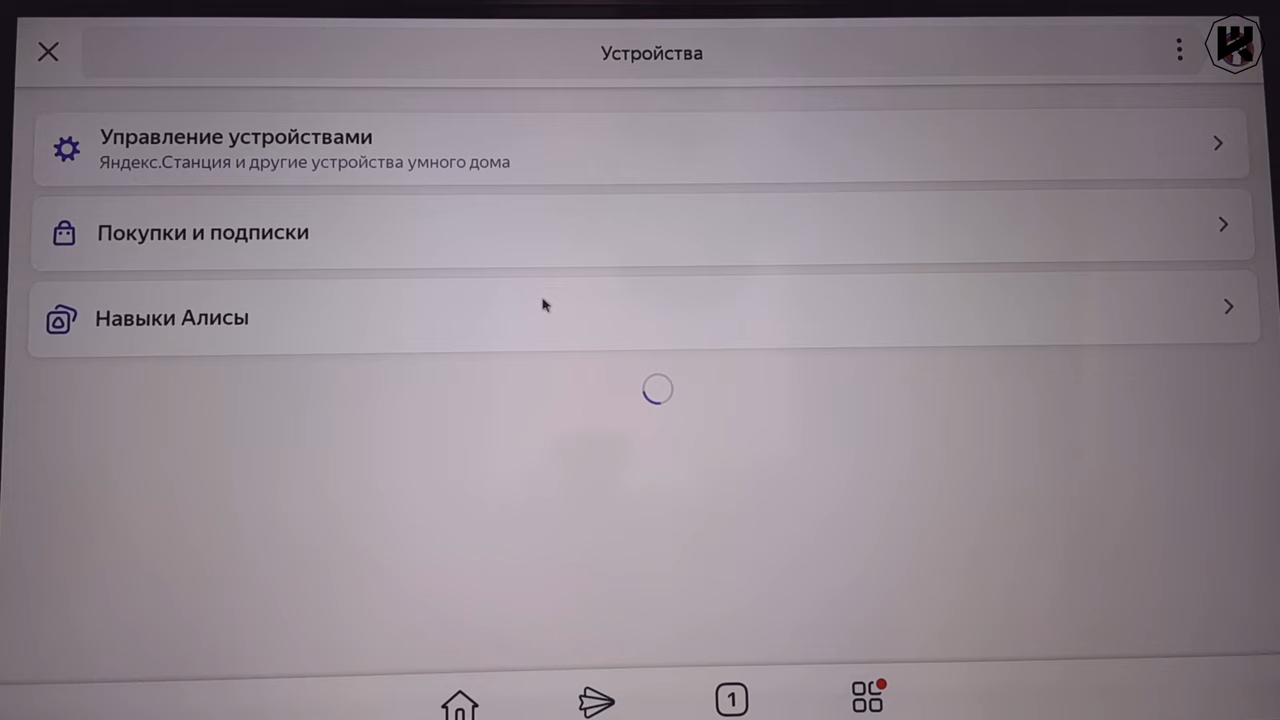 Устройства
Управление устройствами
Яндекс.Станция и другие устройства умного дома
Покупки и подписки
Навыки Алисы
1